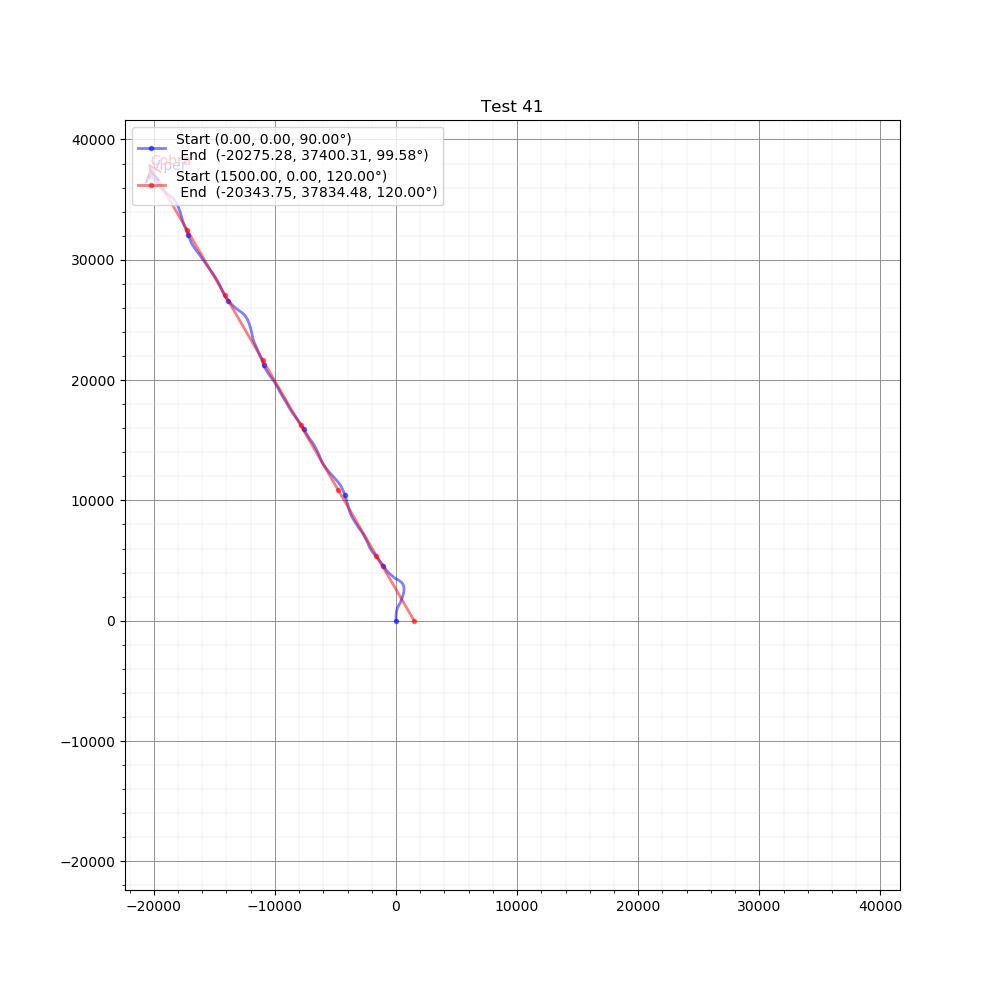 Test 41
Start (0.00, 0.00, 90.00°)
End (-20275.28, 37400.31, 99.58°)
Start (1500.00, 0.00, 120.00°)
End (-20343.75, 37834.48, 120.00°)
Cobra
Viper
40000
30000
20000
10000
0
−10000
−20000
−20000 −10000 0 10000 20000 30000 40000